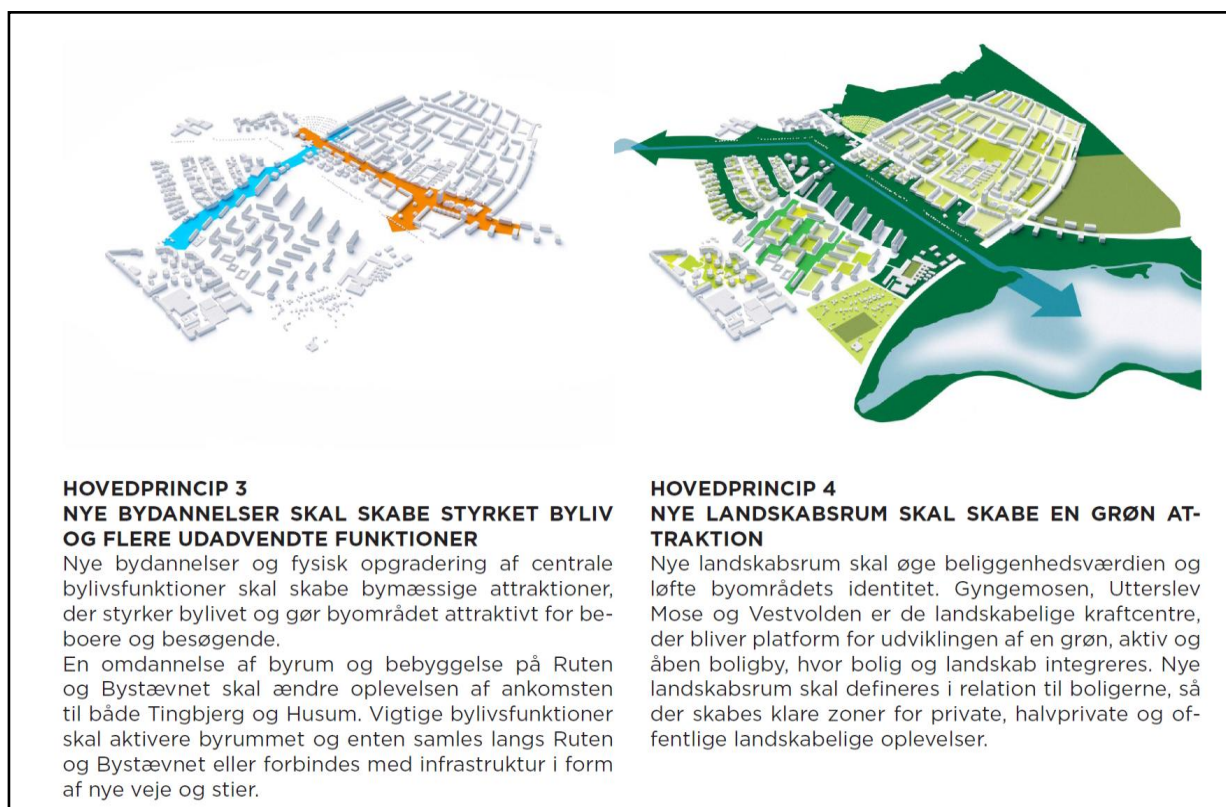 HOVEDPRINCIP 3
NYE BYDANNELSER SKAL SKABE STYRKET BYLIV
OG FLERE UDADVENDTE FUNKTIONER
Nye bydannelser og fysisk opgradering af centrale
bylivsfunktioner skal skabe bymæssige attraktioner,
der styrker bylivet og gør byområdet attraktivt for be-
boere og besøgende.
En omdannelse af byrum og bebyggelse på Ruten
og Bystævnet skal ændre oplevelsen af ankomsten
til både Tingbjerg og Husum. Vigtige bylivsfunktioner
skal aktivere byrummet og enten samles langs Ruten
og Bystævnet eller forbindes med infrastruktur i form
af nye veje og stier.
HOVEDPRINCIP 4
NYE LANDSKABSRUM SKAL SKABE EN GRØN AT-
TRAKTION
Nye landskabsrum skal øge beliggenhedsværdien og
løfte byområdets identitet. Gyngemosen, Utterslev
Mose og Vestvolden er de landskabelige kraftcentre,
der bliver platform for udviklingen af en grøn, aktiv og
åben boligby, hvor bolig og landskab integreres. Nye
landskabsrum skal defineres i relation til boligerne, så
der skabes klare zoner for private, halvprivate og of-
fentlige landskabelige oplevelser.